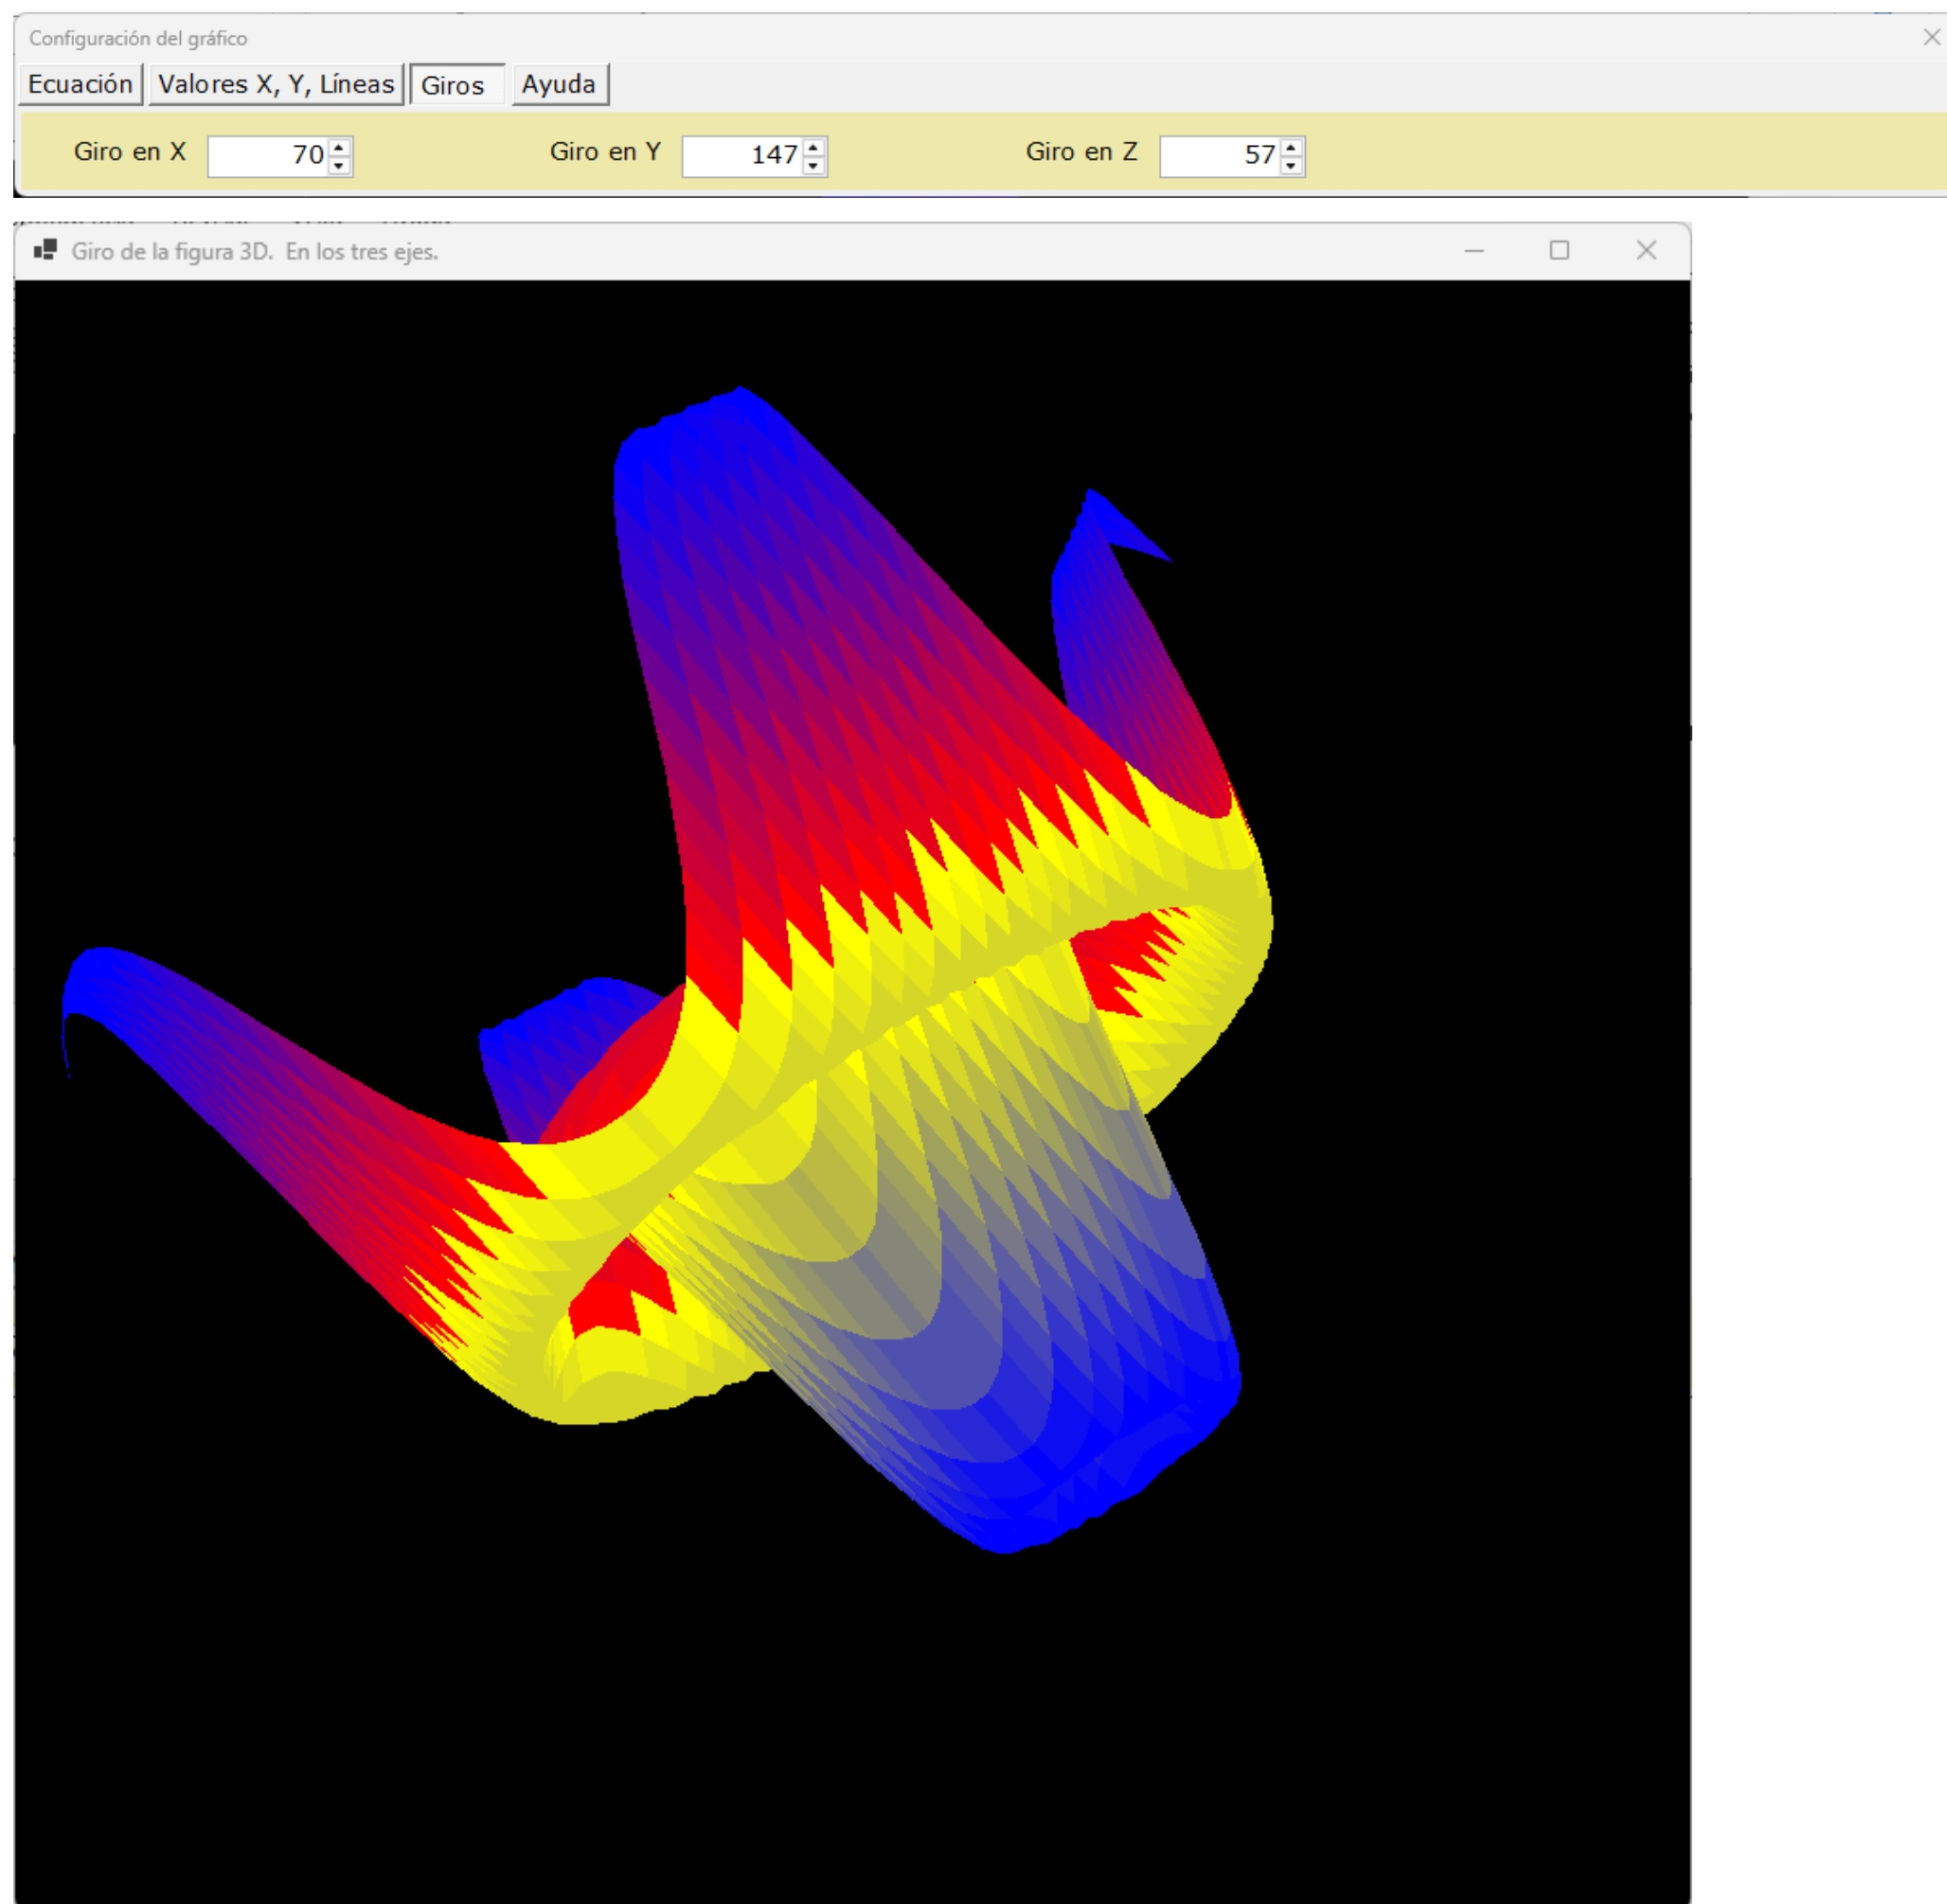 Configuración del gráfico
Ecuación Valores X, Y, Líneas Giros Ayuda
Giro en X 70 Giro en Y 147 Giro en Z 57
Giro de la figura 3D. En los tres ejes.